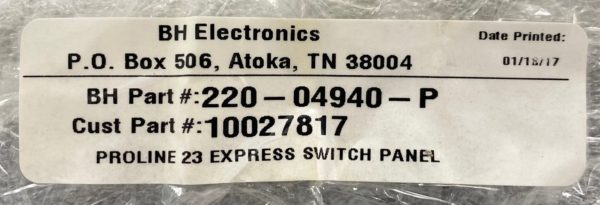 BH Electronics
Date Printed:
P.O. Box 506, Atoka, TN 38004
01/18/17
BH Part #:220-04940-P
Cust Part #:10027817
PROLINE 23 EXPRESS SWITCH PANEL